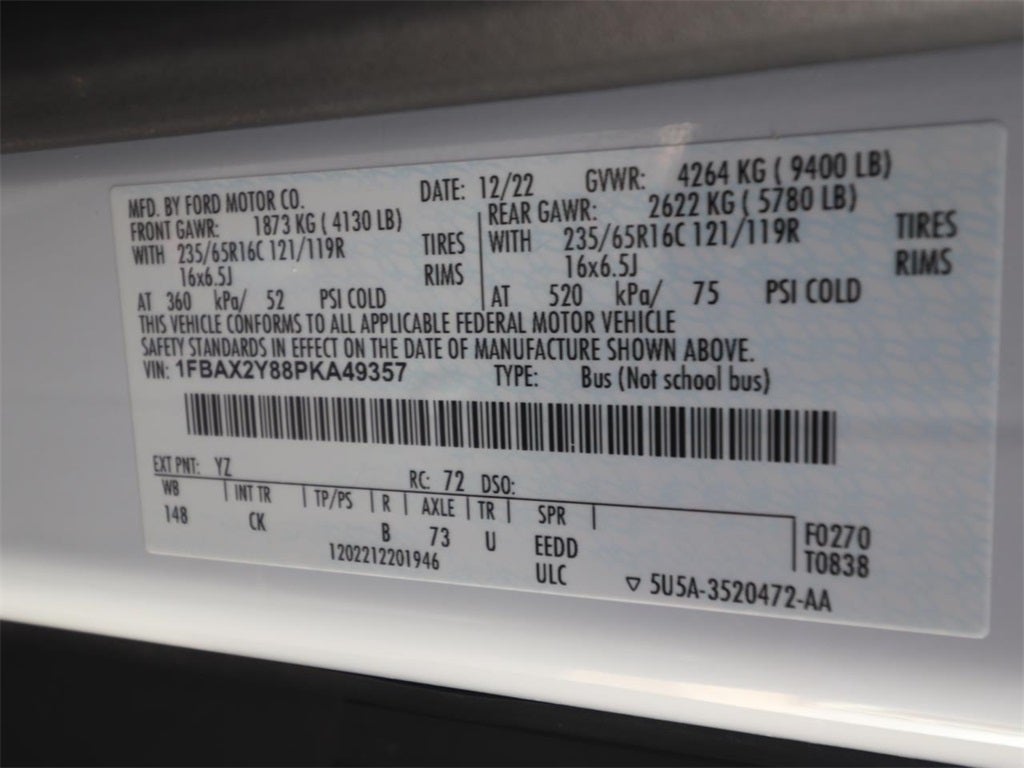 MFD. BY FORD MOTOR CO. DATE: 12/22 GVWR: 4264 KG ( 9400 LB)
FRONT GAWR: 1873 KG ( 4130 LB) REAR GAWR: 2622 KG ( 5780 LB)
WITH 235/65R16C 121/119R TIRES WITH 235/65R16C 121/119R TIRES
16x6.5J RIMS 16x6.5J RIMS
AT 360 kPa/ 52 PSI COLD AT 520 kPa/ 75 PSI COLD
THIS VEHICLE CONFORMS TO ALL APPLICABLE FEDERAL MOTOR VEHICLE
SAFETY STANDARDS IN EFFECT ON THE DATE OF MANUFACTURE SHOWN ABOVE.
VIN: 1FBAX2Y88PKA49357 TYPE: Bus (Not school bus)
EXT PNT: YZ RC: 72 DSO:
WB INT TR TP/PS R AXLE TR SPR
148 CK B 73 U EEDD F0270
1202212201946 ULC T0838
▽ 5U5A-3520472-AA